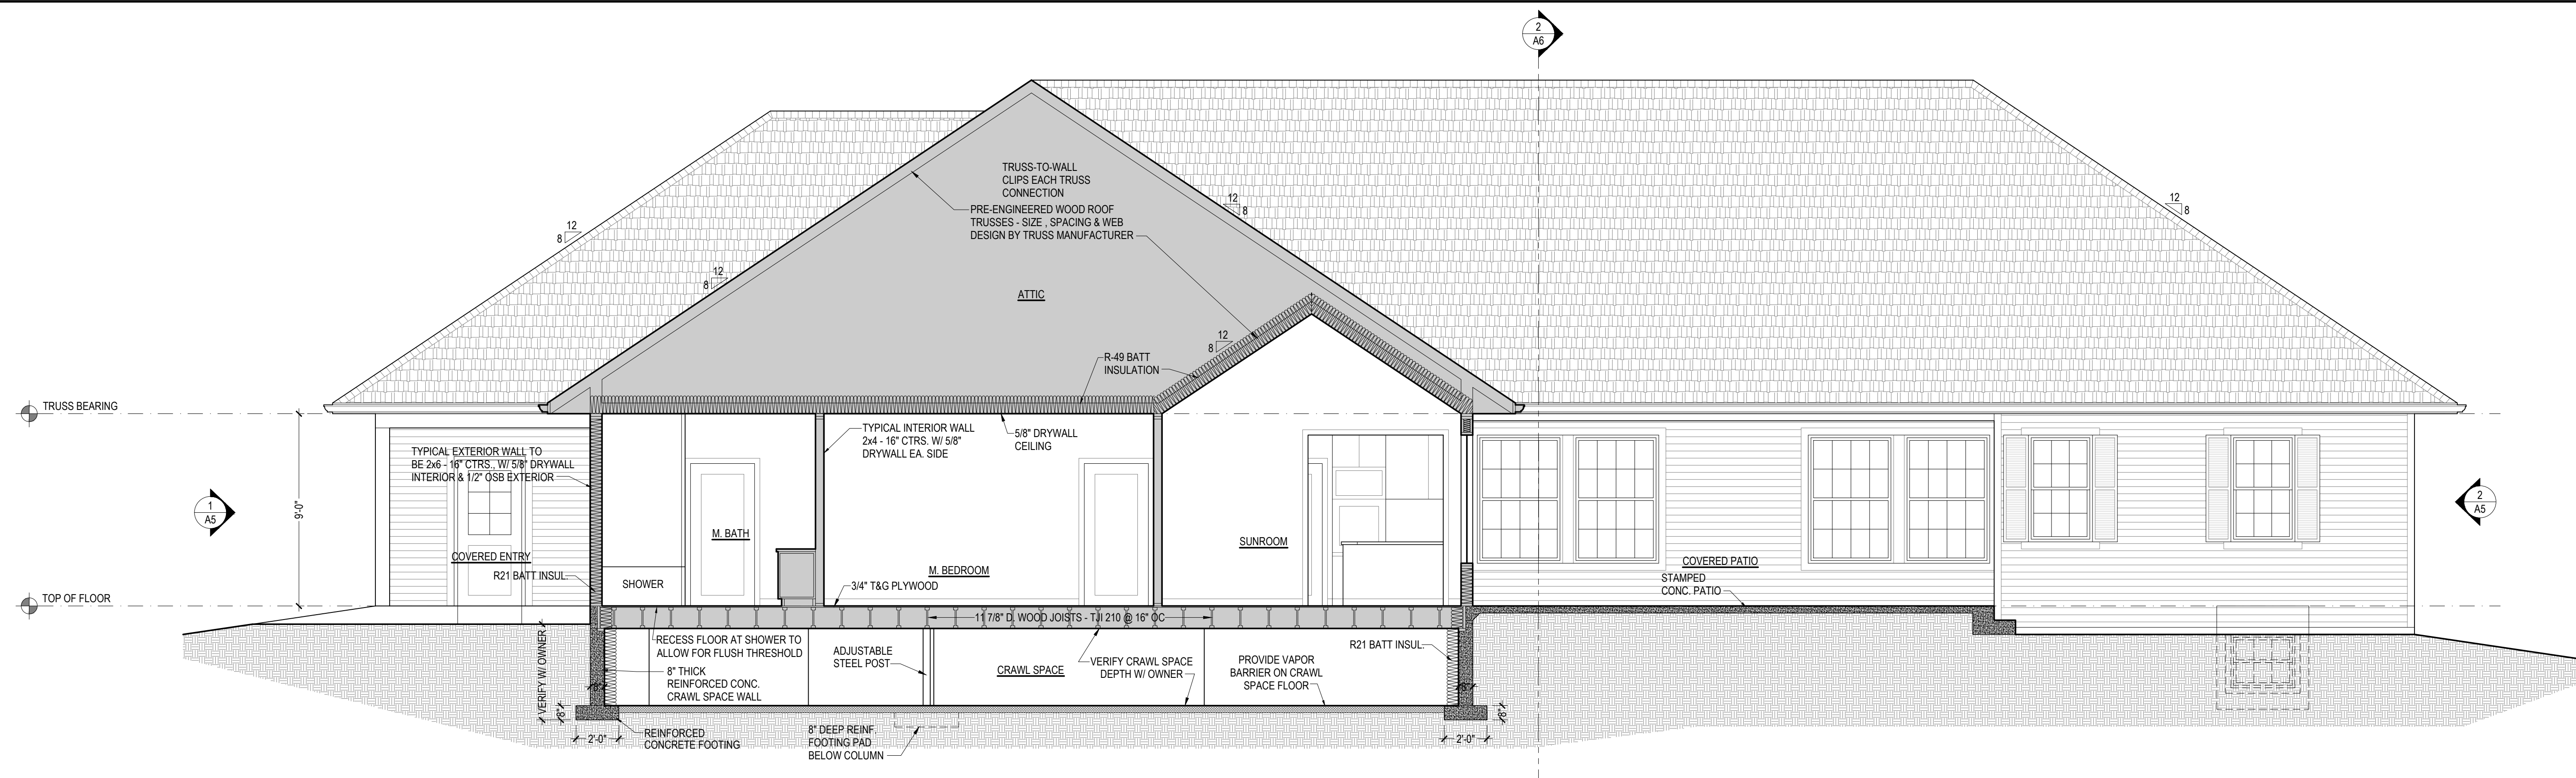 2
A6
12
8
12
8
12
8
12
8
12
8
TRUSS-TO-WALL
CLIPS EACH TRUSS
CONNECTION
PRE-ENGINEERED WOOD ROOF
TRUSSES - SIZE , SPACING & WEB
DESIGN BY TRUSS MANUFACTURER
ATTIC
R-49 BATT
INSULATION
TRUSS BEARING
TYPICAL EXTERIOR WALL TO
BE 2x6 - 16" CTRS., W/ 5/8" DRYWALL
INTERIOR & 1/2" OSB EXTERIOR
TYPICAL INTERIOR WALL
2x4 - 16" CTRS. W/ 5/8"
DRYWALL EA. SIDE
5/8" DRYWALL
CEILING
9'-0"
1
A5
2
A5
COVERED ENTRY
R21 BATT INSUL.
M. BATH
SHOWER
M. BEDROOM
3/4" T&G PLYWOOD
SUNROOM
COVERED PATIO
STAMPED
CONC. PATIO
TOP OF FLOOR
11 7/8" D. WOOD JOISTS - TJI 210 @ 16" OC
RECESS FLOOR AT SHOWER TO
ALLOW FOR FLUSH THRESHOLD
8" THICK
REINFORCED CONC.
CRAWL SPACE WALL
ADJUSTABLE
STEEL POST
CRAWL SPACE
VERIFY CRAWL SPACE
DEPTH W/ OWNER
PROVIDE VAPOR
BARRIER ON CRAWL
SPACE FLOOR
R21 BATT INSUL.
VERIFY W/ OWNER
8"
8"
8"
8"
2'-0"
REINFORCED
CONCRETE FOOTING
8" DEEP REINF.
FOOTING PAD
BELOW COLUMN
2'-0"